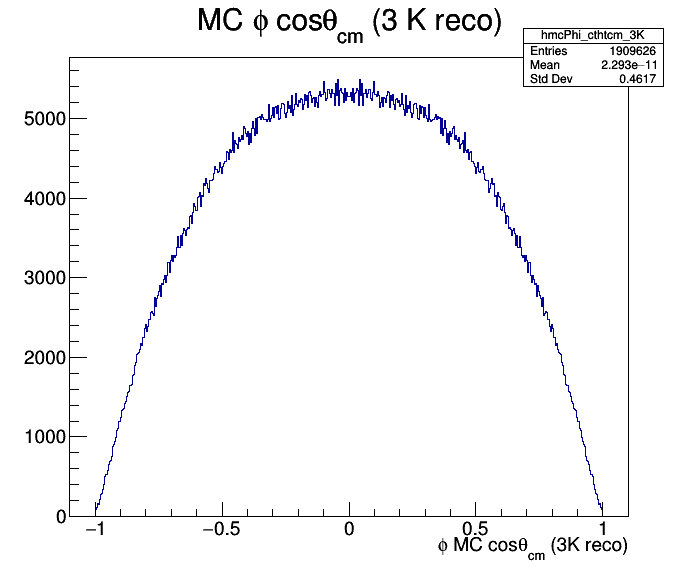 MC ϕ cosθcm (3 K reco)
hmcPhi_cthtcm_3K
Entries 1909626
Mean 2.293e−11
Std Dev 0.4617
5000
4000
3000
2000
1000
0
−1 −0.5 0 0.5 1
ϕ MC cosθcm (3K reco)